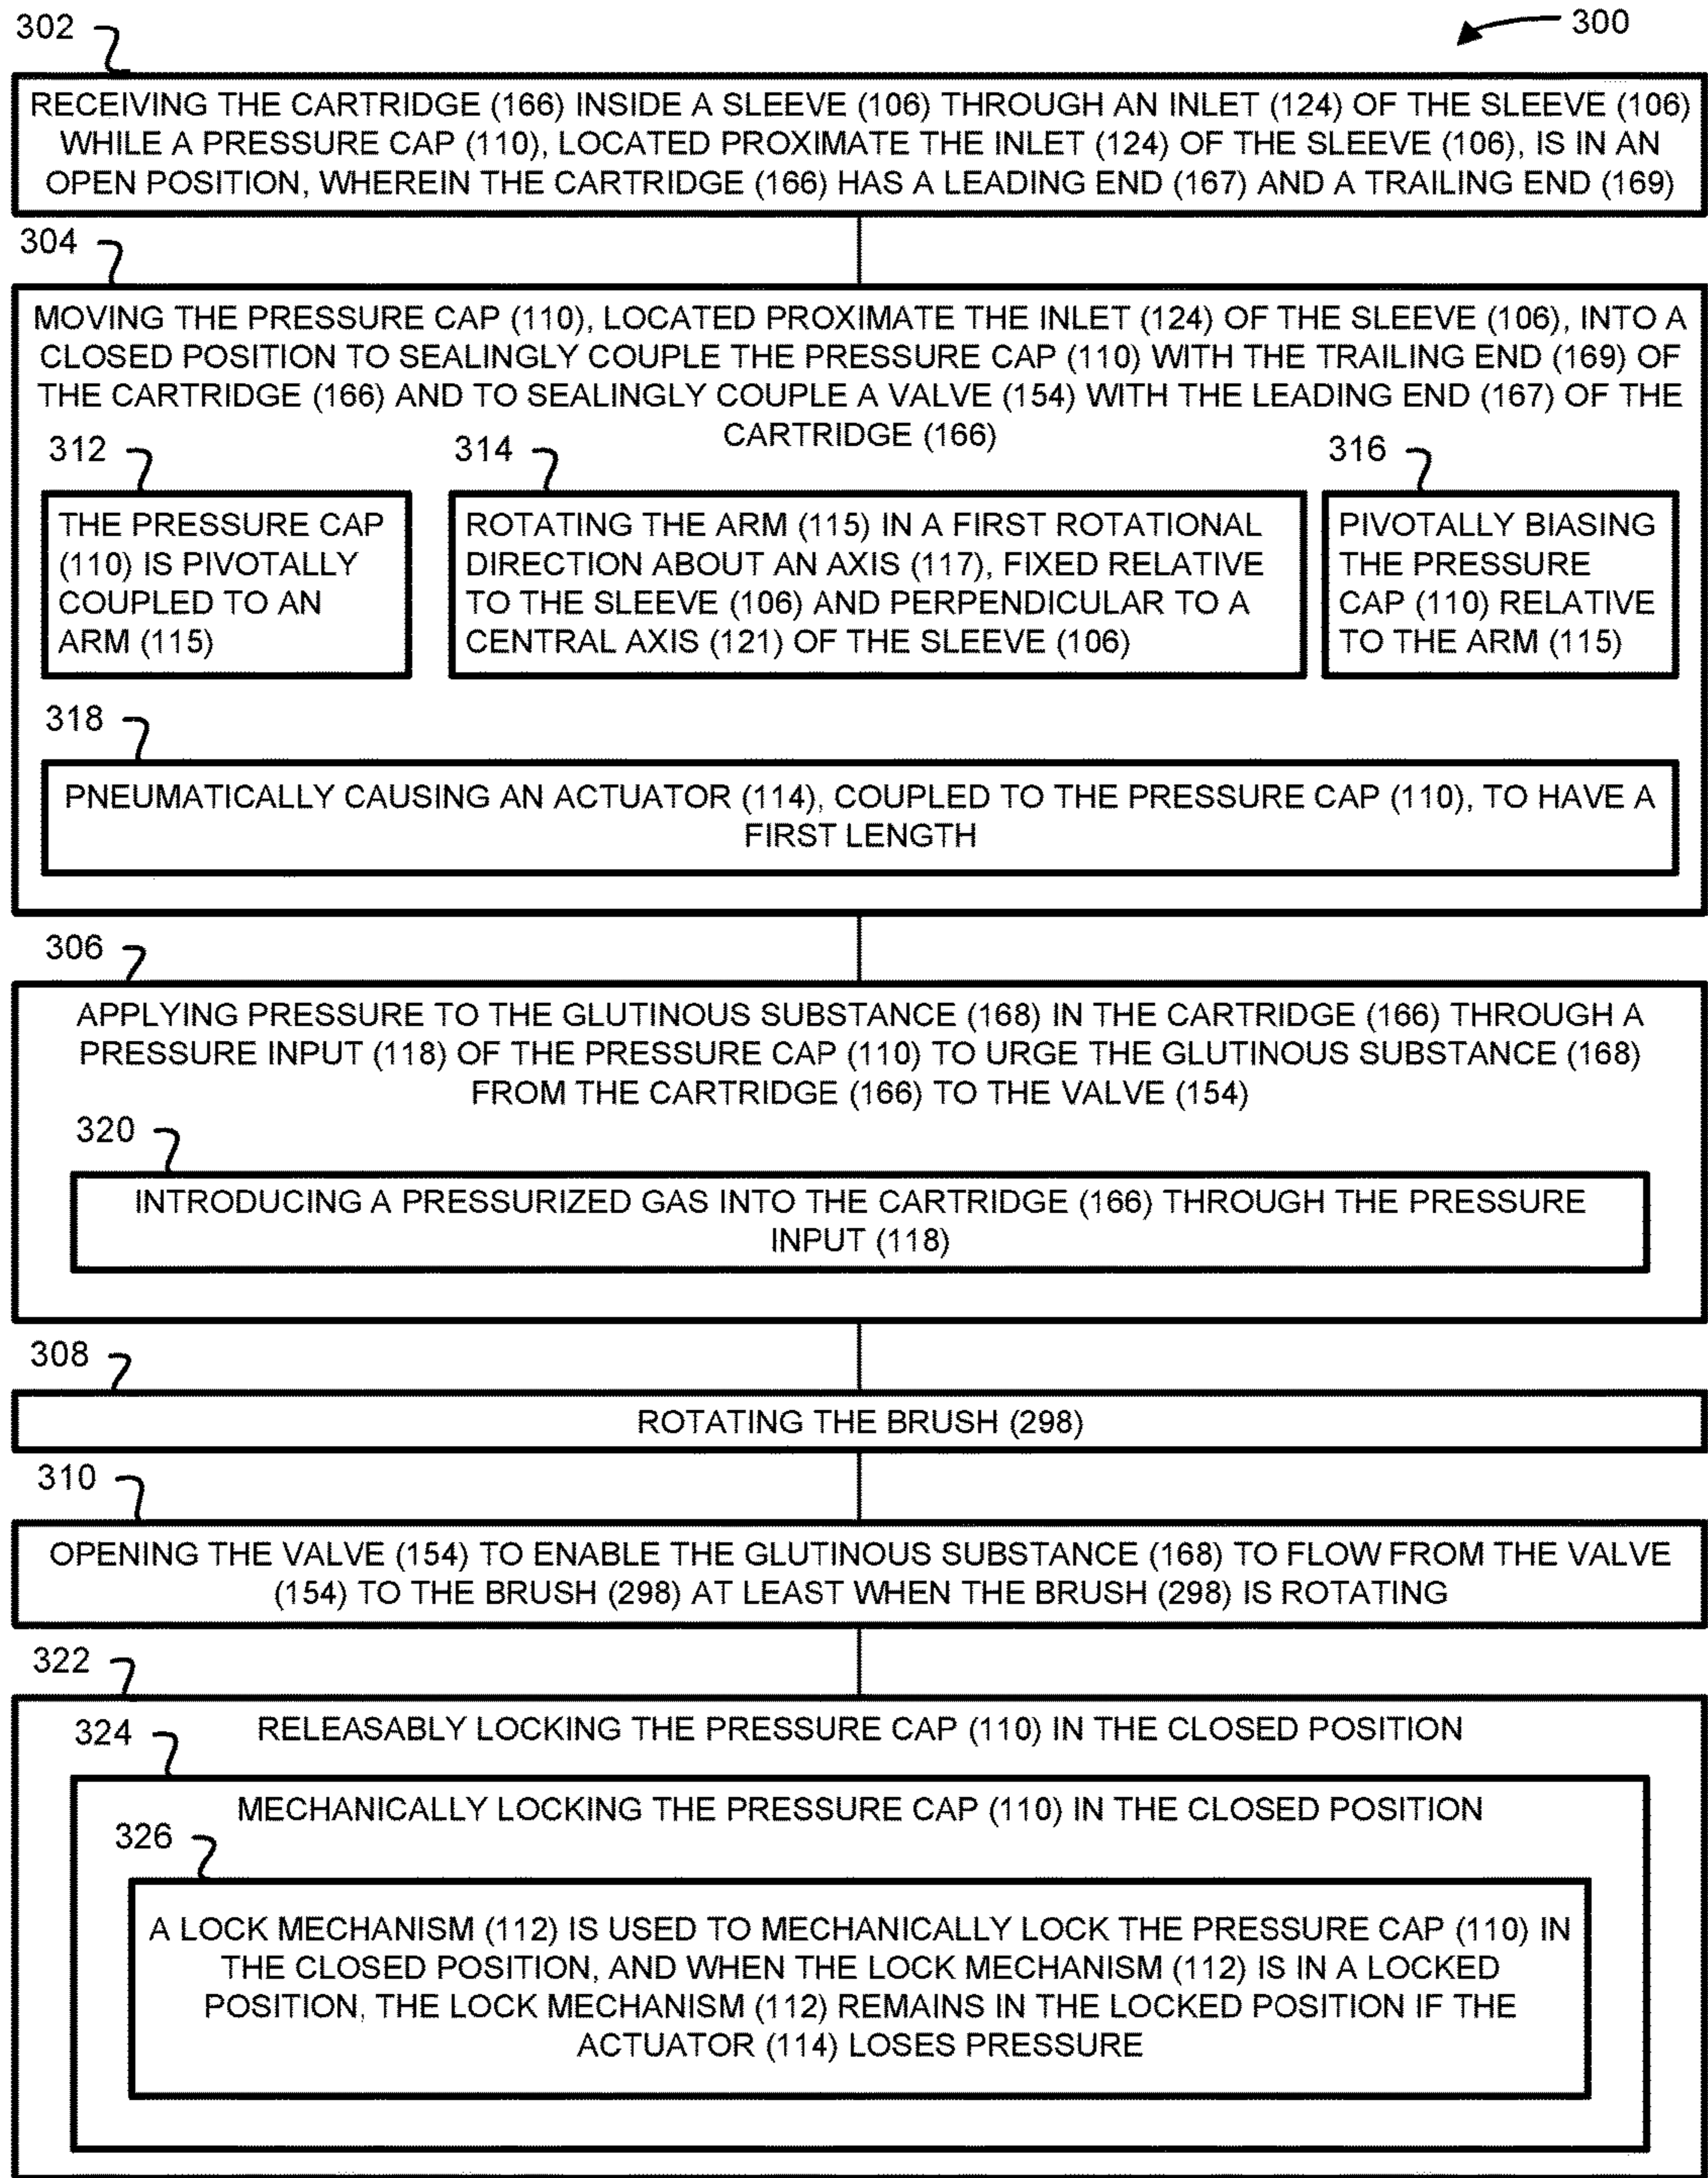 302
300
RECEIVING THE CARTRIDGE (166) INSIDE A SLEEVE (106) THROUGH AN INLET (124) OF THE SLEEVE (106)
WHILE A PRESSURE CAP (110), LOCATED PROXIMATE THE INLET (124) OF THE SLEEVE (106), IS IN AN
OPEN POSITION, WHEREIN THE CARTRIDGE (166) HAS A LEADING END (167) AND A TRAILING END (169)
304
MOVING THE PRESSURE CAP (110), LOCATED PROXIMATE THE INLET (124) OF THE SLEEVE (106), INTO A
CLOSED POSITION TO SEALINGLY COUPLE THE PRESSURE CAP (110) WITH THE TRAILING END (169) OF
THE CARTRIDGE (166) AND TO SEALINGLY COUPLE A VALVE (154) WITH THE LEADING END (167) OF THE
CARTRIDGE (166)
312
THE PRESSURE CAP
(110) IS PIVOTALLY
COUPLED TO AN
ARM (115)
314
ROTATING THE ARM (115) IN A FIRST ROTATIONAL
DIRECTION ABOUT AN AXIS (117), FIXED RELATIVE
TO THE SLEEVE (106) AND PERPENDICULAR TO A
CENTRAL AXIS (121) OF THE SLEEVE (106)
316
PIVOTALLY BIASING
THE PRESSURE
CAP (110) RELATIVE
TO THE ARM (115)
318
PNEUMATICALLY CAUSING AN ACTUATOR (114), COUPLED TO THE PRESSURE CAP (110), TO HAVE A
FIRST LENGTH
306
APPLYING PRESSURE TO THE GLUTINOUS SUBSTANCE (168) IN THE CARTRIDGE (166) THROUGH A
PRESSURE INPUT (118) OF THE PRESSURE CAP (110) TO URGE THE GLUTINOUS SUBSTANCE (168)
FROM THE CARTRIDGE (166) TO THE VALVE (154)
320
INTRODUCING A PRESSURIZED GAS INTO THE CARTRIDGE (166) THROUGH THE PRESSURE
INPUT (118)
308
ROTATING THE BRUSH (298)
310
OPENING THE VALVE (154) TO ENABLE THE GLUTINOUS SUBSTANCE (168) TO FLOW FROM THE VALVE
(154) TO THE BRUSH (298) AT LEAST WHEN THE BRUSH (298) IS ROTATING
322
RELEASABLY LOCKING THE PRESSURE CAP (110) IN THE CLOSED POSITION
324
MECHANICALLY LOCKING THE PRESSURE CAP (110) IN THE CLOSED POSITION
326
A LOCK MECHANISM (112) IS USED TO MECHANICALLY LOCK THE PRESSURE CAP (110) IN
THE CLOSED POSITION, AND WHEN THE LOCK MECHANISM (112) IS IN A LOCKED
POSITION, THE LOCK MECHANISM (112) REMAINS IN THE LOCKED POSITION IF THE
ACTUATOR (114) LOSES PRESSURE